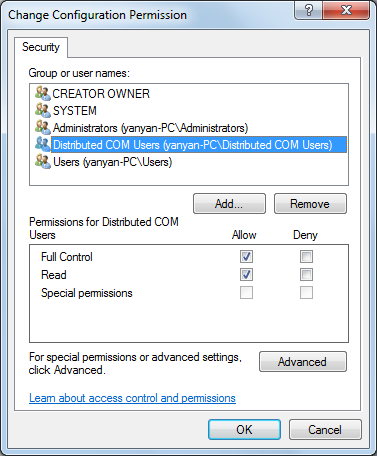 Change Configuration Permission
Security
Group or user names:
CREATOR OWNER
SYSTEM
Administrators (yanyan-PC\Administrators)
Distributed COM Users (yanyan-PC\Distributed COM Users)
Users (yanyan-PC\Users)
Add... Remove
Permissions for Distributed COM
Users Allow Deny
Full Control
Read
Special permissions
For special permissions or advanced settings,
click Advanced. Advanced
Learn about access control and permissions
OK Cancel